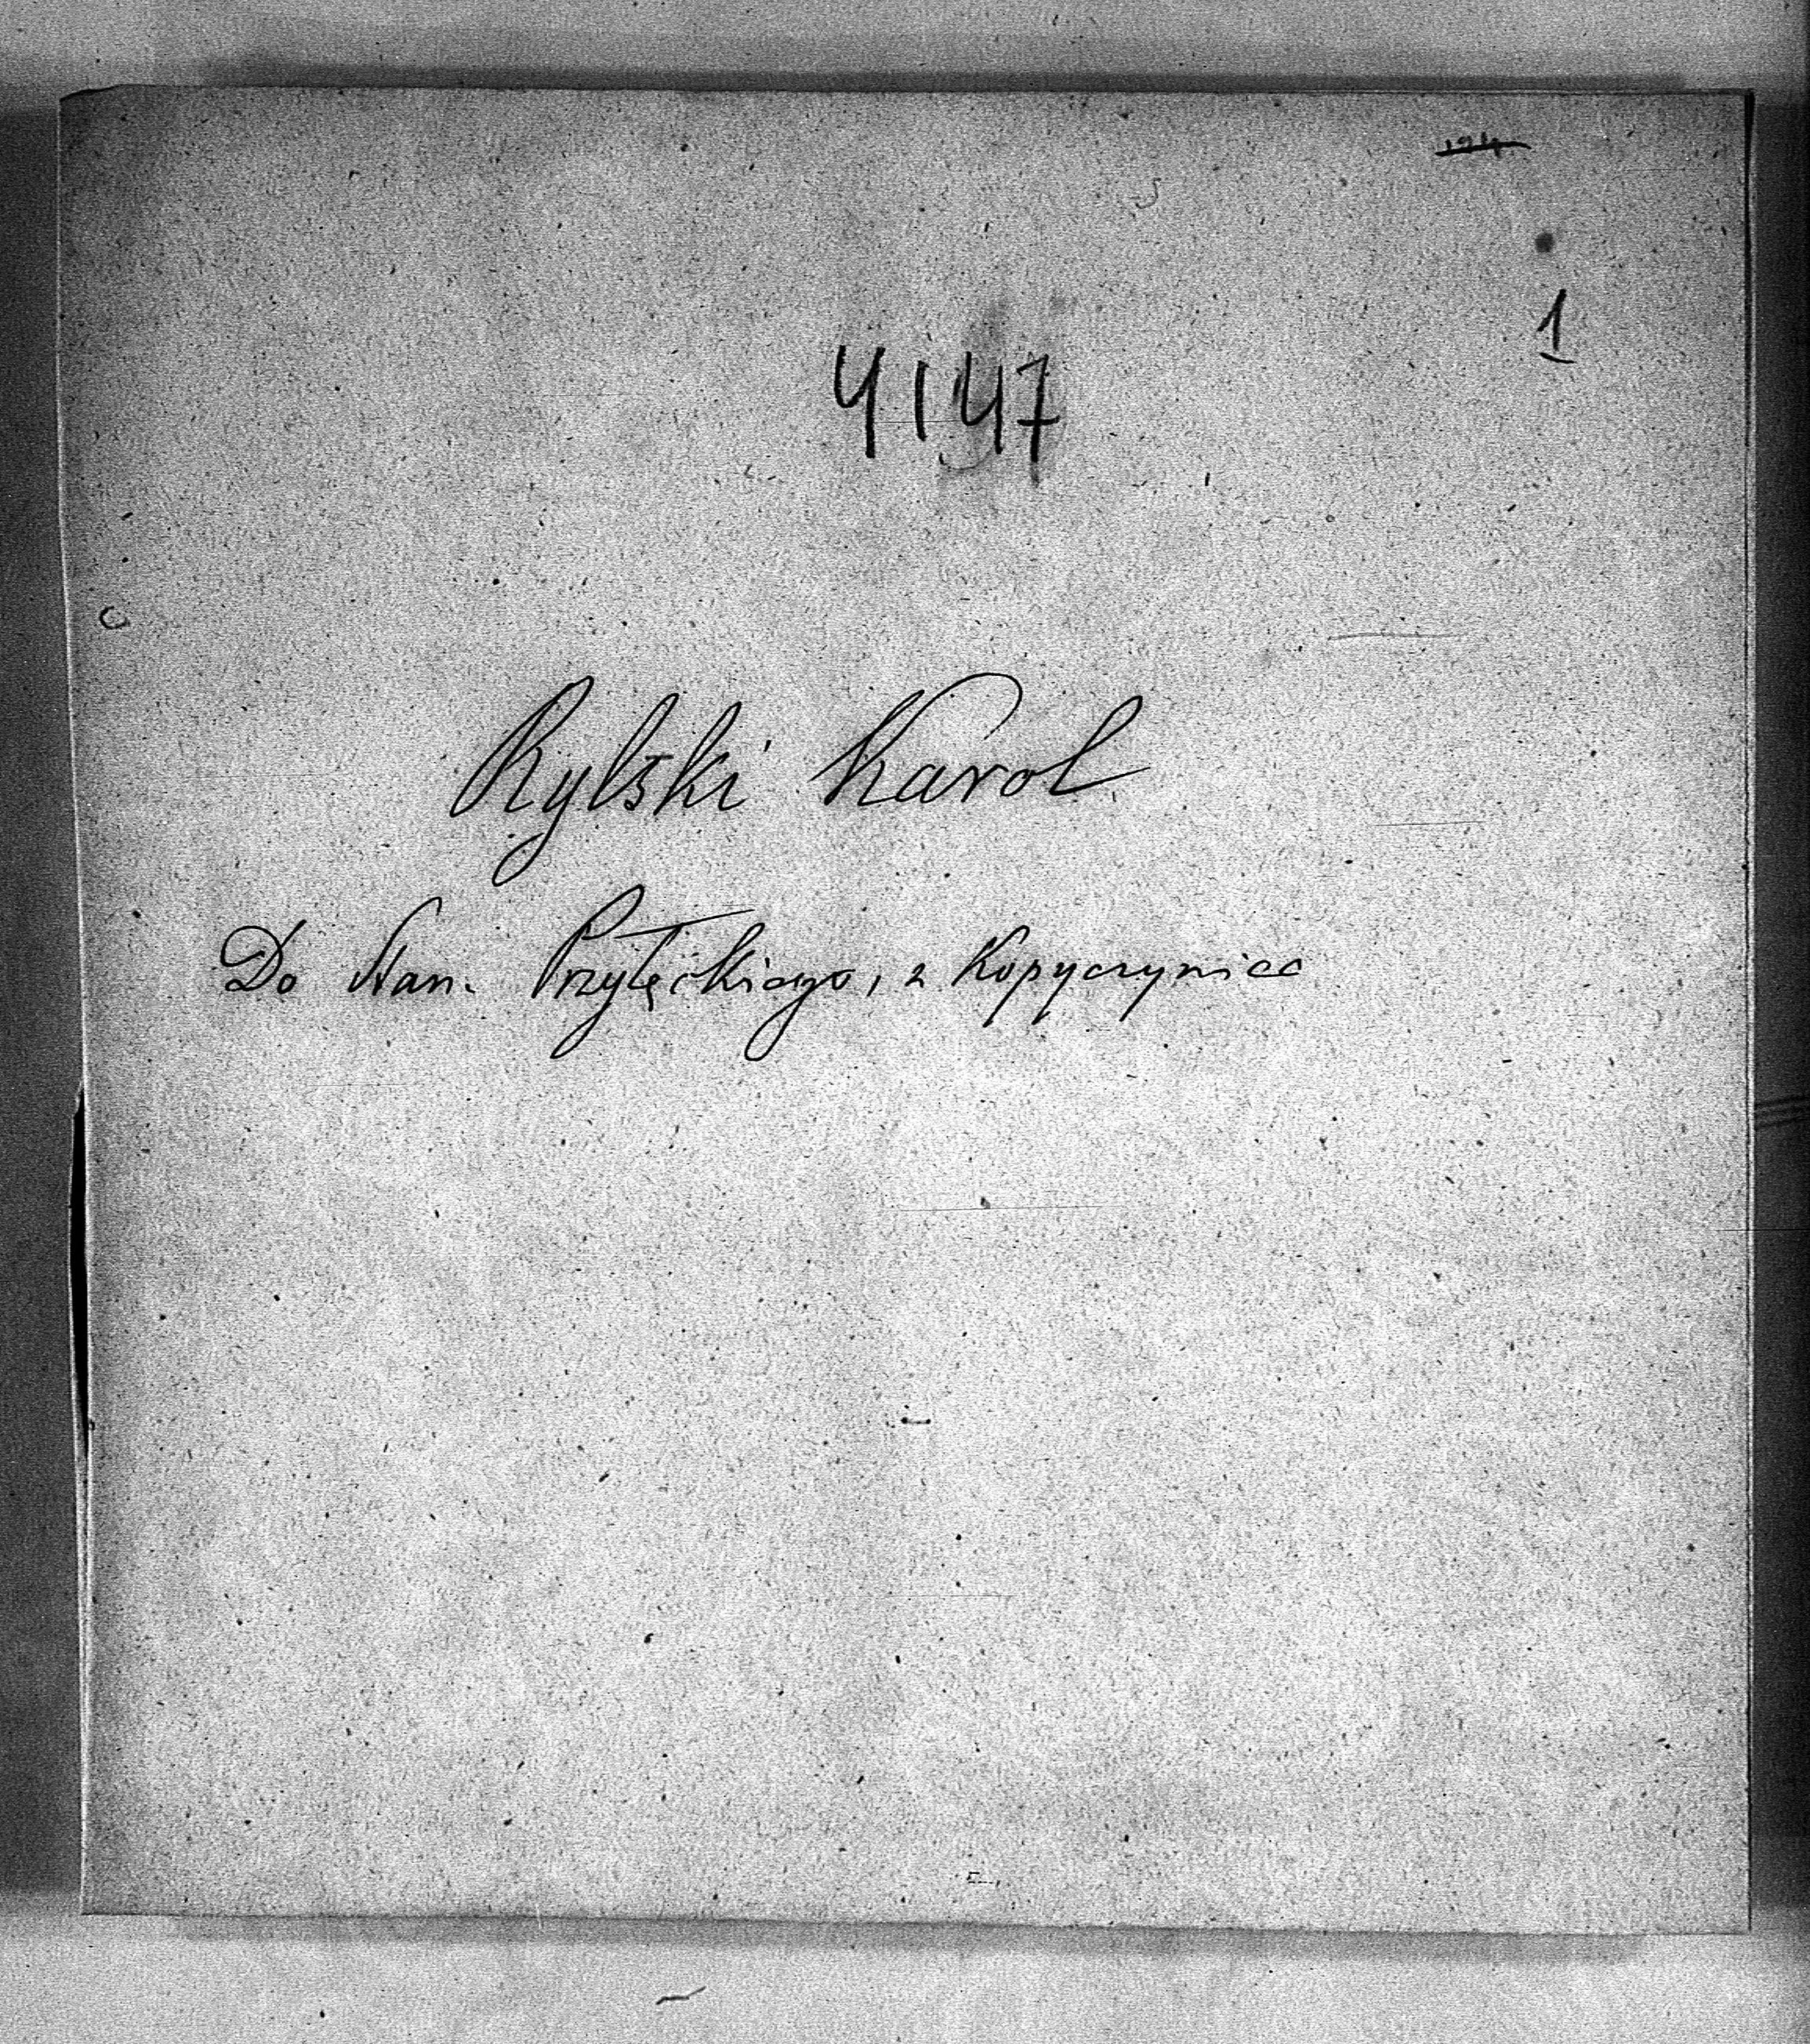 1
4147
Rylski Karol
Do Stan. Przyłęckiego, z Kopyczyniec